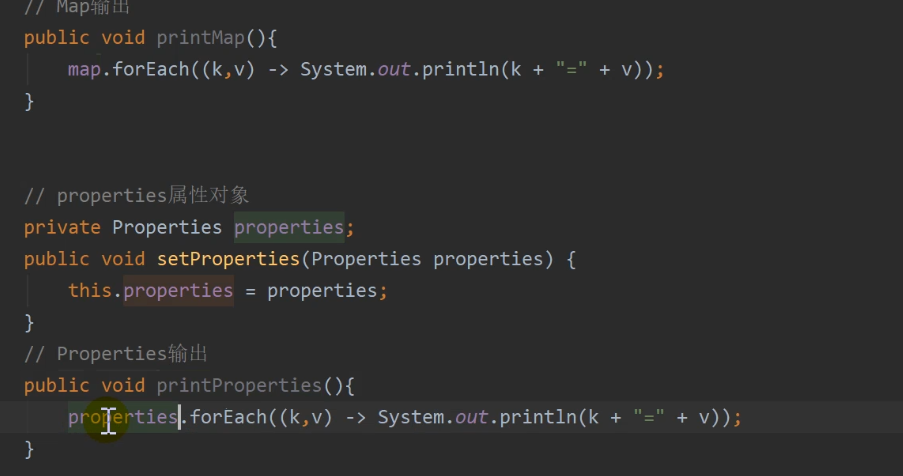 // Map输出
public void printMap(){
map.forEach((k,v) -> System.out.println(k + "=" + v));
}
// properties属性对象
private Properties properties;
public void setProperties(Properties properties) {
this.properties = properties;
}
// Properties输出
public void printProperties(){
properties.forEach((k,v) -> System.out.println(k + "=" + v));
}